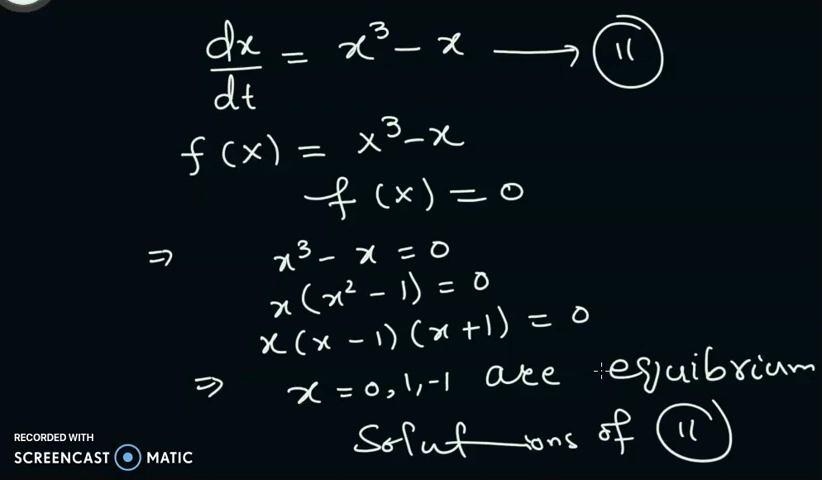 dx/dt = x³ - x → 11
f(x) = x³ - x
f(x) = 0
⇒ x³ - x = 0
x(x² - 1) = 0
x(x - 1)(x + 1) = 0
⇒ x = 0, 1, -1 are equibrium
Solutions of 11
RECORDED WITH
SCREENCAST MATIC